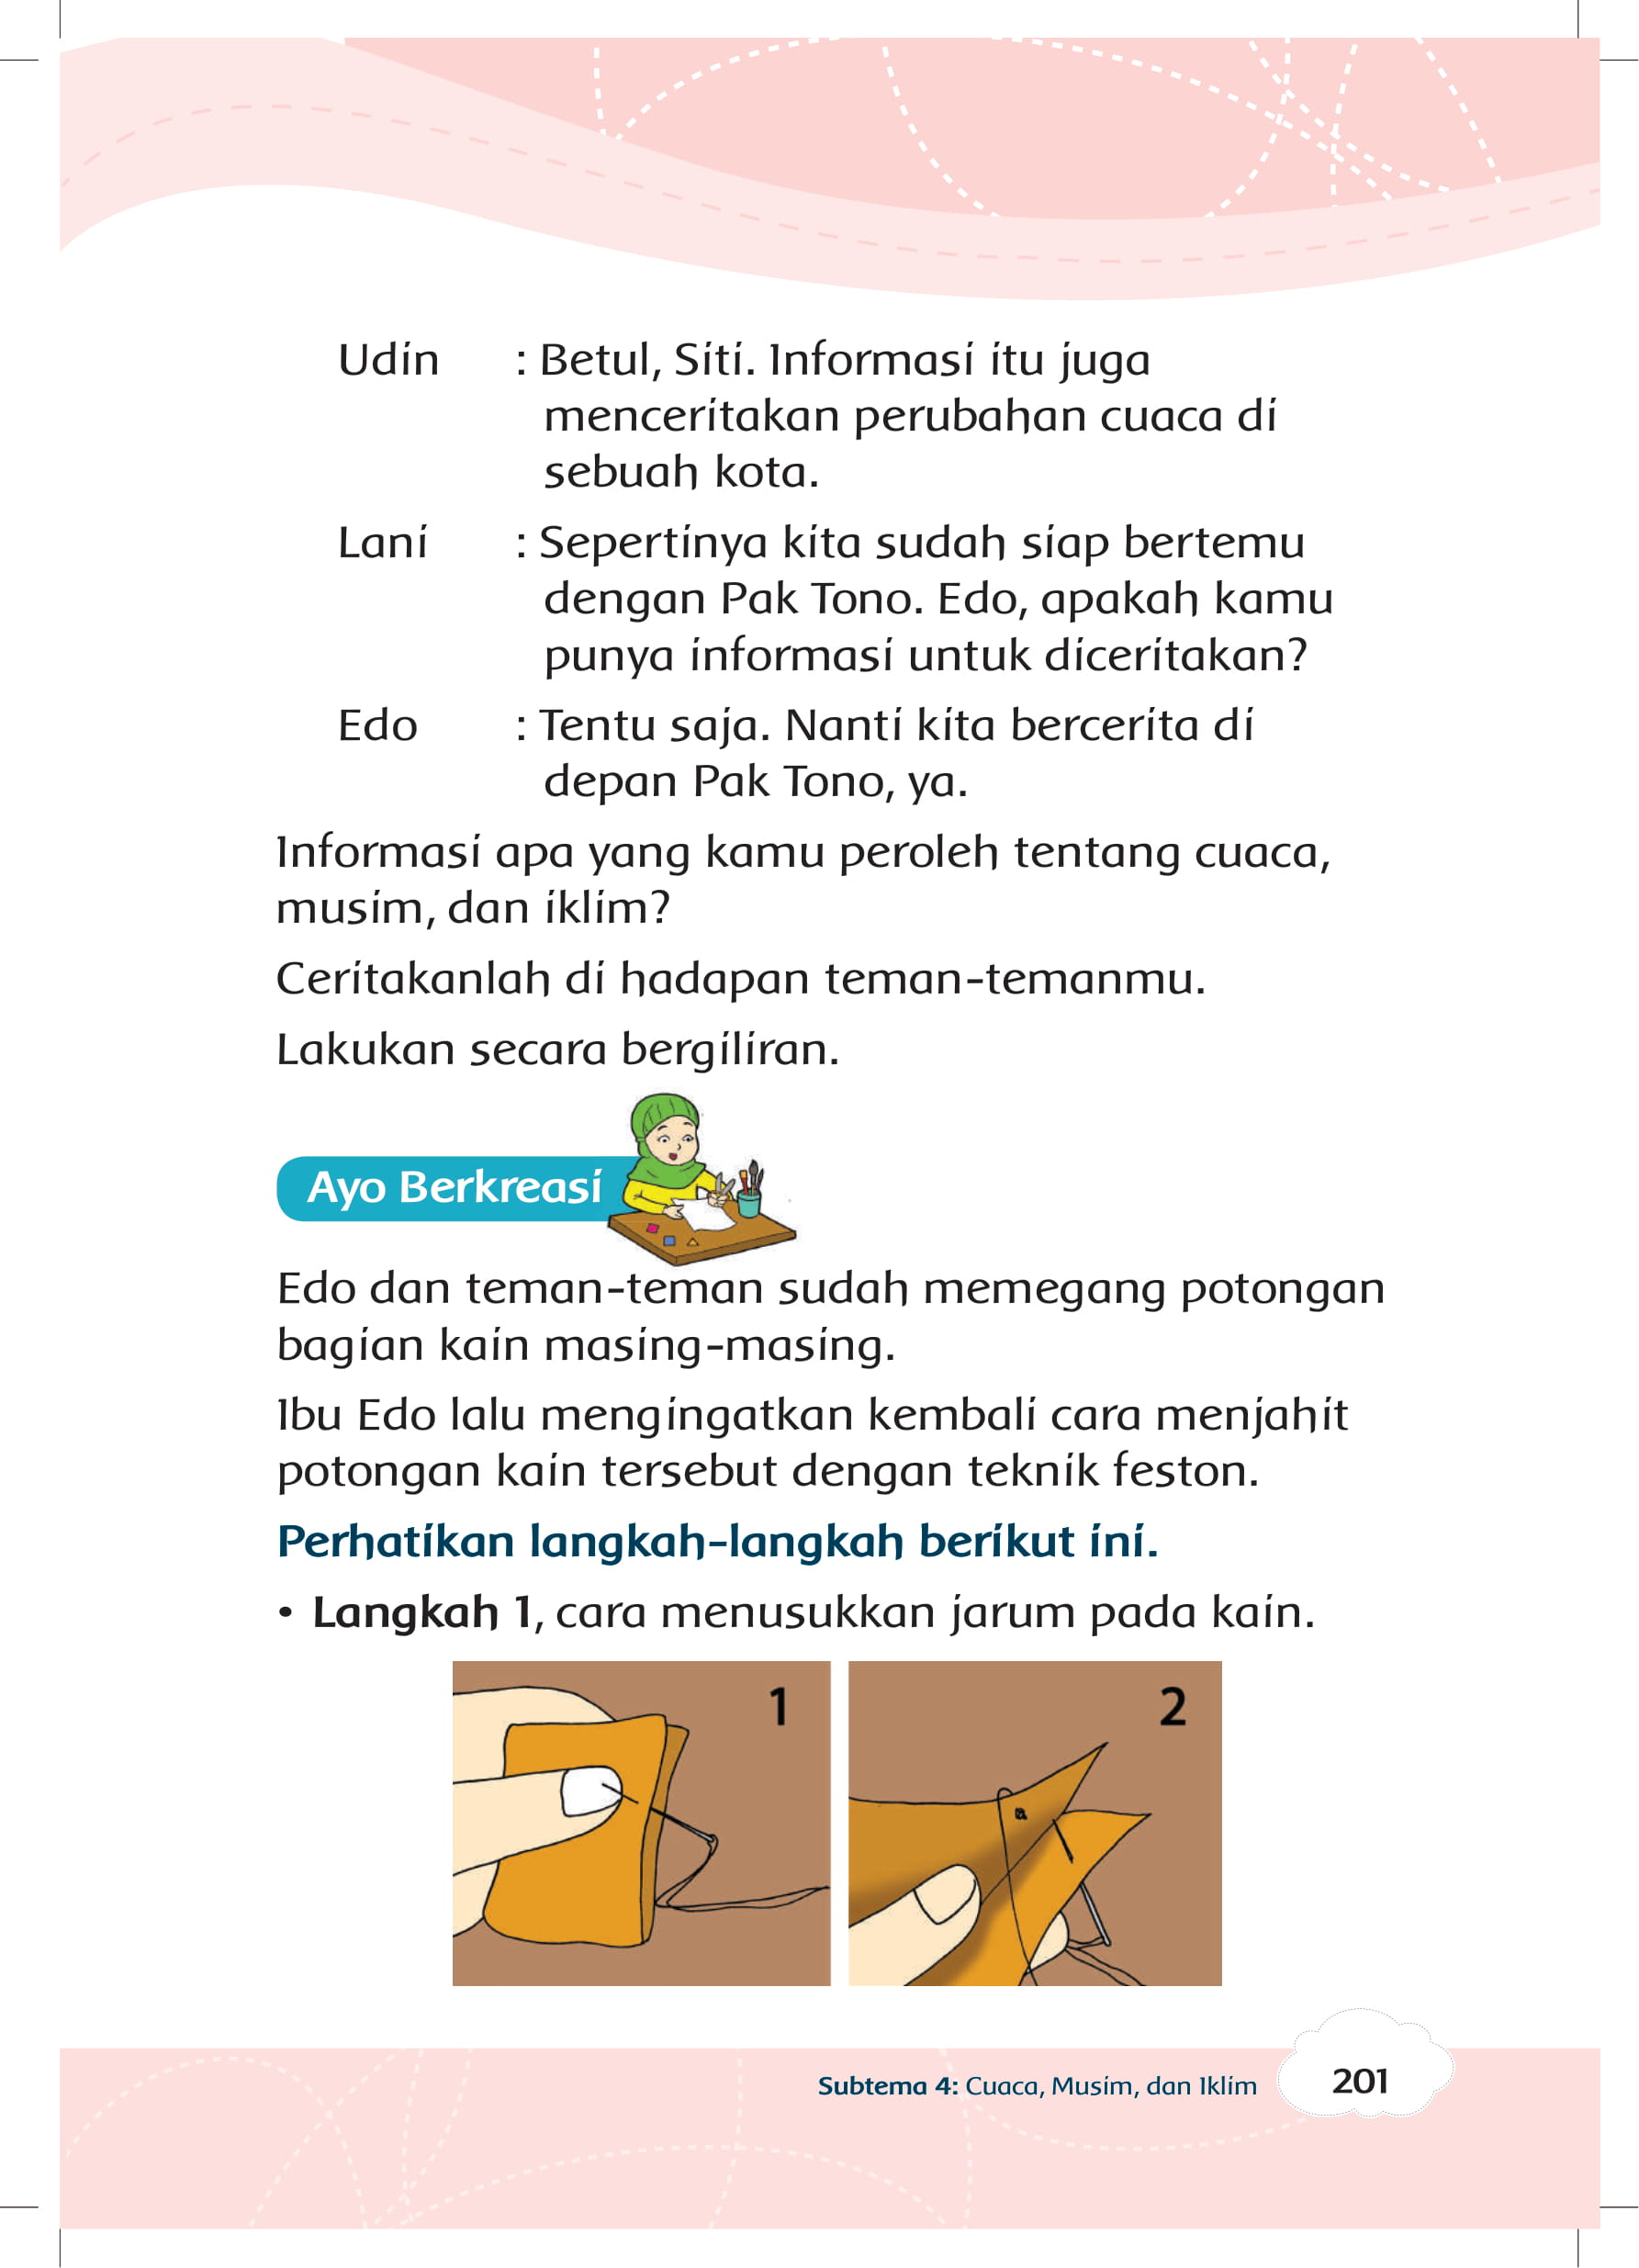 Udin : Betul, Siti. Informasi itu juga
menceritakan perubahan cuaca di
sebuah kota.
Lani : Sepertinya kita sudah siap bertemu
dengan Pak Tono. Edo, apakah kamu
punya informasi untuk diceritakan?
Edo : Tentu saja. Nanti kita bercerita di
depan Pak Tono, ya.
Informasi apa yang kamu peroleh tentang cuaca,
musim, dan iklim?
Ceritakanlah di hadapan teman-temanmu.
Lakukan secara bergiliran.
Ayo Berkreasi
Edo dan teman-teman sudah memegang potongan
bagian kain masing-masing.
Ibu Edo lalu mengingatkan kembali cara menjahit
potongan kain tersebut dengan teknik feston.
Perhatikan langkah-langkah berikut ini.
• Langkah 1, cara menusukkan jarum pada kain.
1
2
Subtema 4: Cuaca, Musim, dan Iklim
201